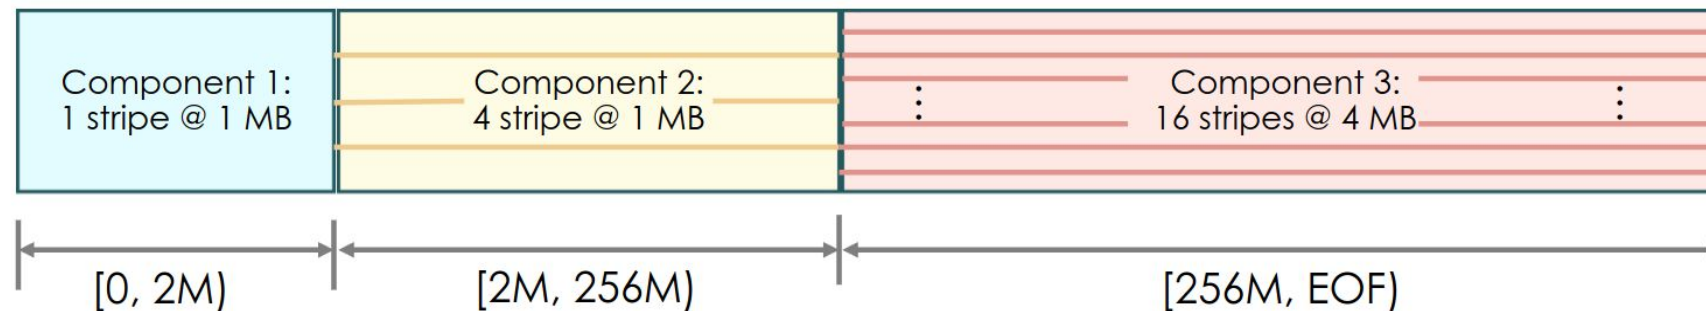 Component 1:
1 stripe @ 1 MB
Component 2:
4 stripe @ 1 MB
Component 3:
16 stripes @ 4 MB
[0, 2M)
[2M, 256M)
[256M, EOF)